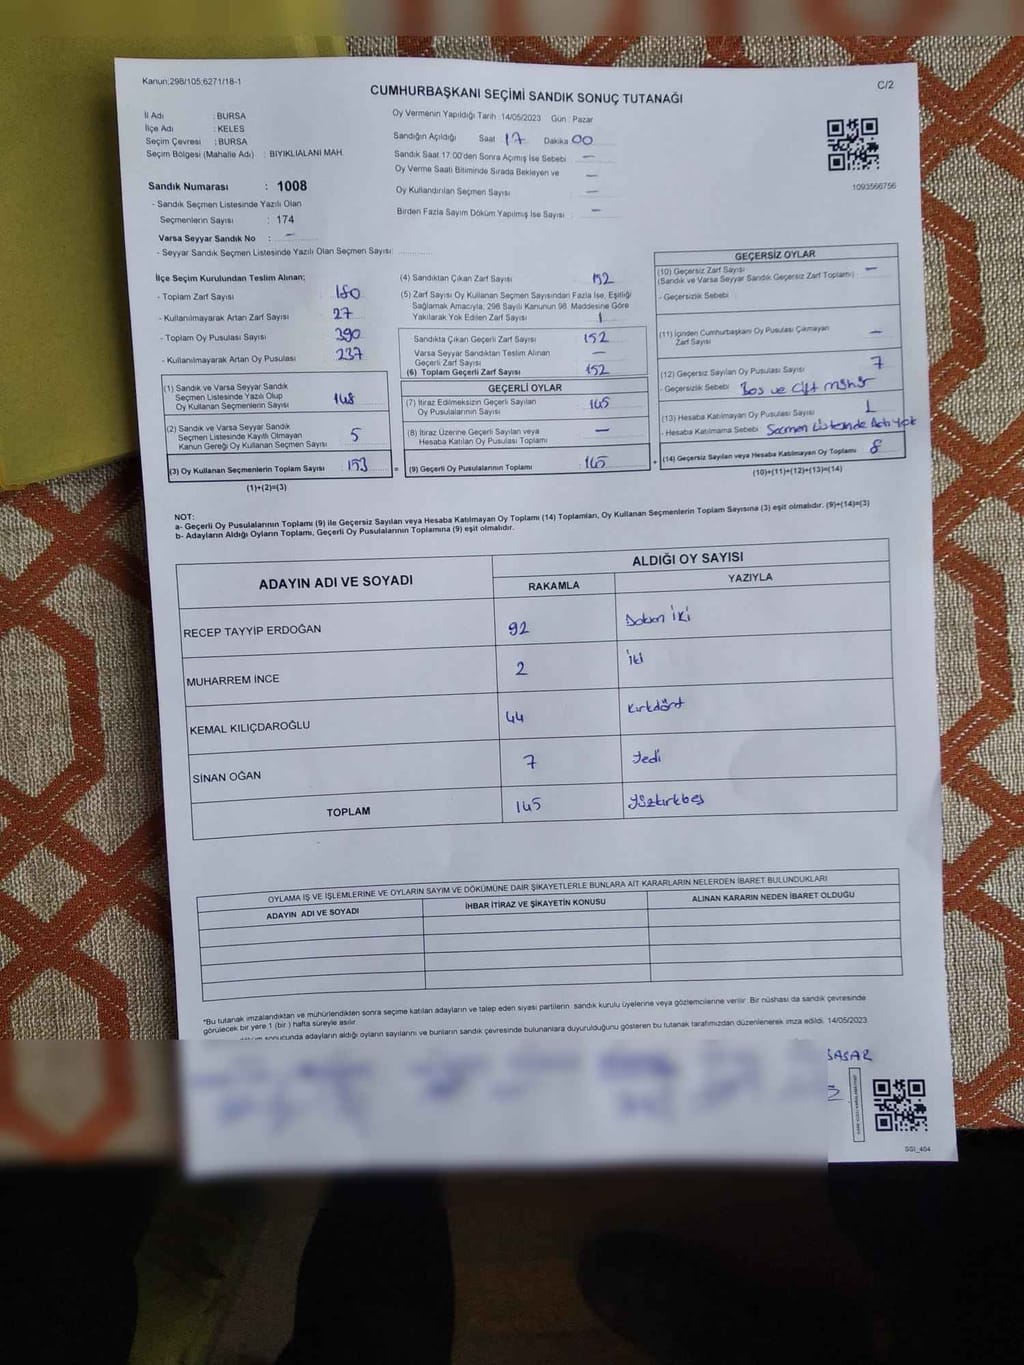 Kanun:298/105;6271/18-1
C/2
CUMHURBAŞKANI SEÇİMİ SANDIK SONUÇ TUTANAĞI
İl Adı : BURSA
İlçe Adı : KELES
Seçim Çevresi : BURSA
Seçim Bölgesi (Mahalle Adı) : BIYIKLIALANI MAH.
Sandık Numarası : 1008
- Sandık Seçmen Listesinde Yazılı Olan
Seçmenlerin Sayısı : 174
Varsa Seyyar Sandık No : –
- Seyyar Sandık Seçmen Listesinde Yazılı Olan Seçmen Sayısı:
Oy Vermenin Yapıldığı Tarih :14/05/2023 Gün : Pazar
Sandığın Açıldığı Saat 17 Dakika 00
Sandık Saat 17:00'den Sonra Açımış İse Sebebi –
Oy Verme Saati Bitiminde Sırada Bekleyen ve –
Oy Kullandırılan Seçmen Sayısı –
Birden Fazla Sayım Döküm Yapılmış İse Sayısı : –
1093566756
İlçe Seçim Kurulundan Teslim Alınan;
- Toplam Zarf Sayısı 180
- Kullanılmayarak Artan Zarf Sayısı 27
- Toplam Oy Pusulası Sayısı 390
- Kullanılmayarak Artan Oy Pusulası 237
(1) Sandık ve Varsa Seyyar Sandık
Seçmen Listesinde Yazılı Olup
Oy Kullanan Seçmenlerin Sayısı 148
(2) Sandık ve Varsa Seyyar Sandık
Seçmen Listesinde Kayıtlı Olmayan
Kanun Gereği Oy Kullanan Seçmen Sayısı 5
(3) Oy Kullanan Seçmenlerin Toplam Sayısı : 153
(1)+(2)=(3)
(4) Sandıktan Çıkan Zarf Sayısı 152
(5) Zarf Sayısı Oy Kullanan Seçmen Sayısından Fazla İse, Eşitliği
Sağlamak Amacıyla; 298 Sayılı Kanunun 98. Maddesine Göre
Yakılarak Yok Edilen Zarf Sayısı 1
Sandıkta Çıkan Geçerli Zarf Sayısı 152
Varsa Seyyar Sandıktan Teslim Alınan
Geçerli Zarf Sayısı –
(6) Toplam Geçerli Zarf Sayısı 152
GEÇERLİ OYLAR
(7) İtiraz Edilmeksizin Geçerli Sayılan
Oy Pusulalarının Sayısı 145
(8) İtiraz Üzerine Geçerli Sayılan veya
Hesaba Katılan Oy Pusulası Toplamı –
= (9) Geçerli Oy Pusulalarının Toplamı 145
GEÇERSİZ OYLAR
(10) Geçersiz Zarf Sayısı
(Sandık ve Varsa Seyyar Sandık Geçersiz Zarf Toplamı) –
- Geçersizlik Sebebi
(11) İçinden Cumhurbaşkanı Oy Pusulası Çıkmayan
Zarf Sayısı –
(12) Geçersiz Sayılan Oy Pusulası Sayısı 7
- Geçersizlik Sebebi Boş ve çift mühür
(13) Hesaba Katılmayan Oy Pusulası Sayısı 1
- Hesaba Katılmama Sebebi Seçmen Listesinde Adı yok
+ (14) Geçersiz Sayılan veya Hesaba Katılmayan Oy Toplamı 8
(10)+(11)+(12)+(13)=(14)
NOT:
a- Geçerli Oy Pusulalarının Toplamı (9) ile Geçersiz Sayılan veya Hesaba Katılmayan Oy Toplamı (14) Toplamları, Oy Kullanan Seçmenlerin Toplam Sayısına (3) eşit olmalıdır. (9)+(14)=(3)
b- Adayların Aldığı Oyların Toplamı, Geçerli Oy Pusulalarının Toplamına (9) eşit olmalıdır.
ADAYIN ADI VE SOYADI ALDIĞI OY SAYISI
RAKAMLA YAZIYLA
RECEP TAYYİP ERDOĞAN 92 Doksan iki
MUHARREM İNCE 2 iki
KEMAL KILIÇDAROĞLU 44 Kırkdört
SİNAN OĞAN 7 Yedi
TOPLAM 145 Yüzkırkbeş
OYLAMA İŞ VE İŞLEMLERİNE VE OYLARIN SAYIM VE DÖKÜMÜNE DAİR ŞİKAYETLERLE BUNLARA AİT KARARLARIN NELERDEN İBARET BULUNDUKLARI
ADAYIN ADI VE SOYADI İHBAR İTİRAZ VE ŞİKAYETİN KONUSU ALINAN KARARIN NEDEN İBARET OLDUĞU
*Bu tutanak imzalandıktan ve mühürlendikten sonra seçime katılan adayların ve talep eden siyasi partilerin sandık kurulu üyelerine veya gözlemcilerine verilir. Bir nüshası da sandık çevresinde
görülecek bir yere 1 (bir ) hafta süreyle asılır.
sonucunda adayların aldığı oyların sayılarını ve bunların sandık çevresinde bulunanlara duyurulduğunu gösteren bu tutanak tarafımızdan düzenlenerek imza edildi. 14/05/2023
SGI_404